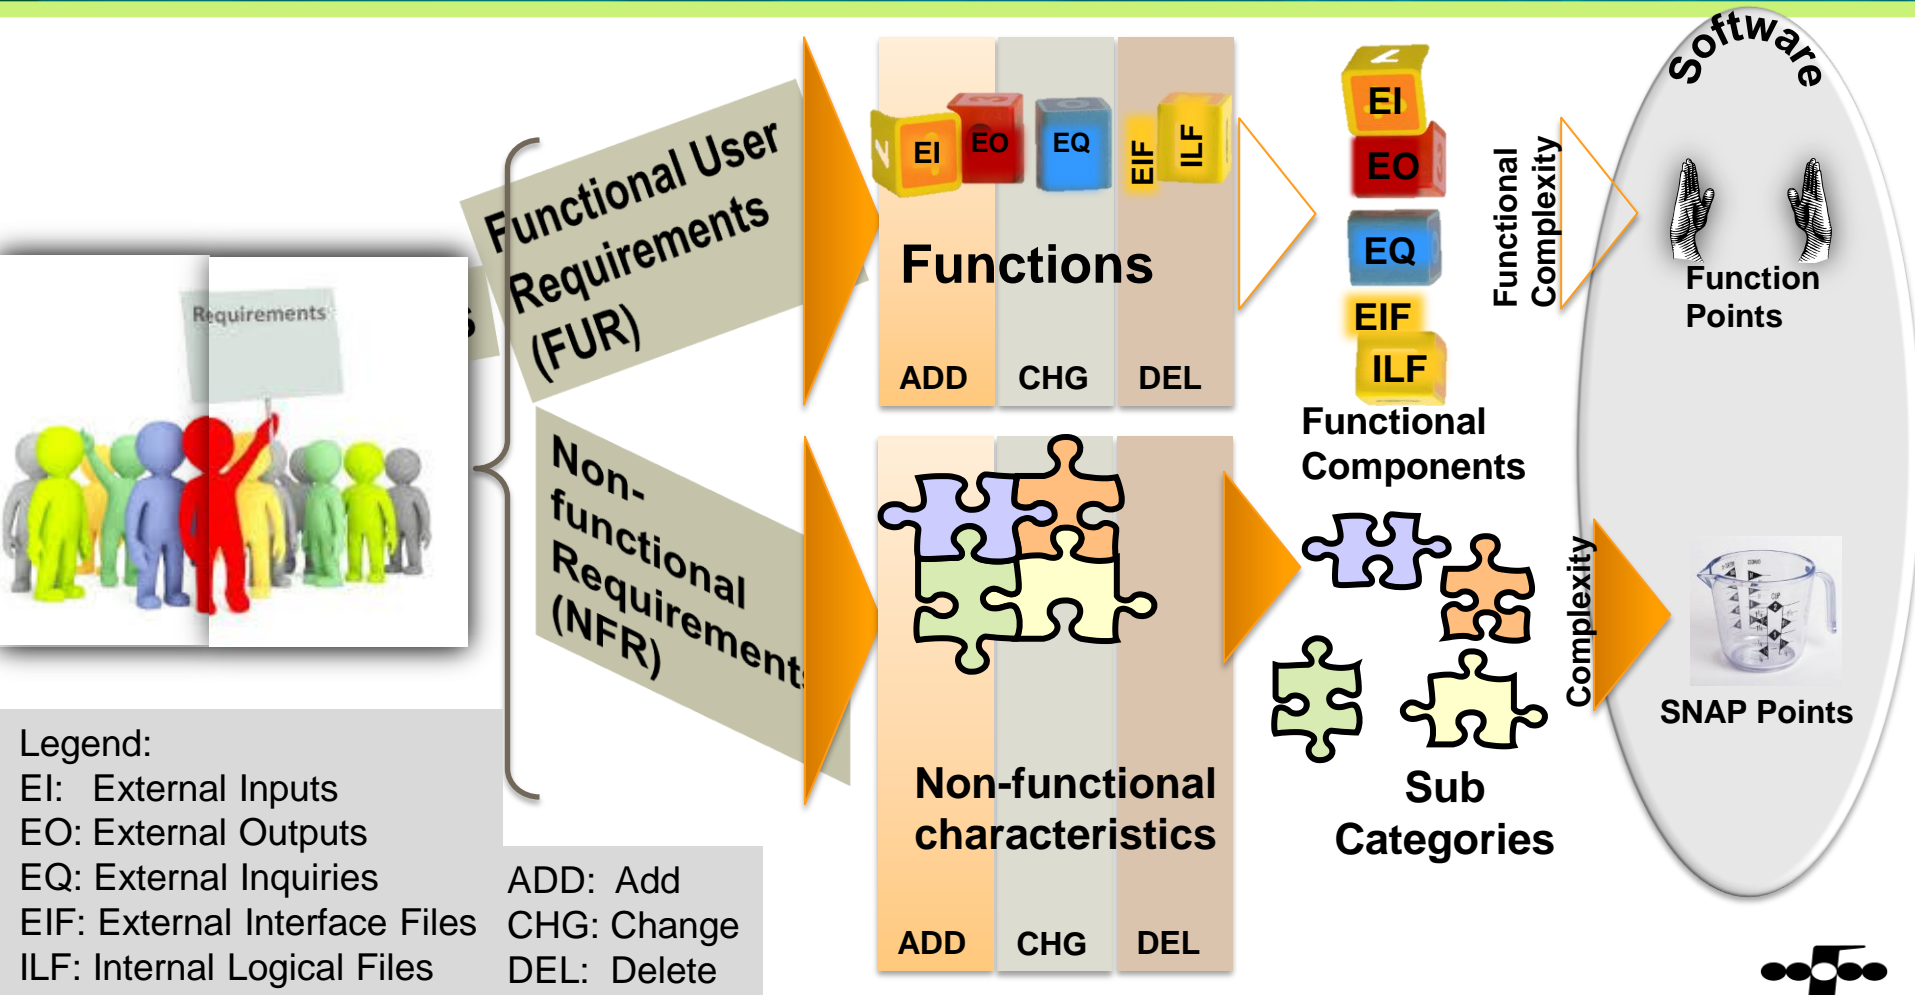 Requirements
s
Functional User
Requirements
(FUR)
Non-
functional
Requirements
(NFR)
EI
EO
EQ
EIF
ILF
Functions
ADD CHG DEL
EI
EO
EQ
EIF
ILF
Functional
Components
Functional
Complexity
Software
Function
Points
Non-functional
characteristics
ADD CHG DEL
Sub
Categories
Complexity
SNAP Points
Legend:
EI: External Inputs
EO: External Outputs
EQ: External Inquiries
EIF: External Interface Files
ILF: Internal Logical Files
ADD: Add
CHG: Change
DEL: Delete